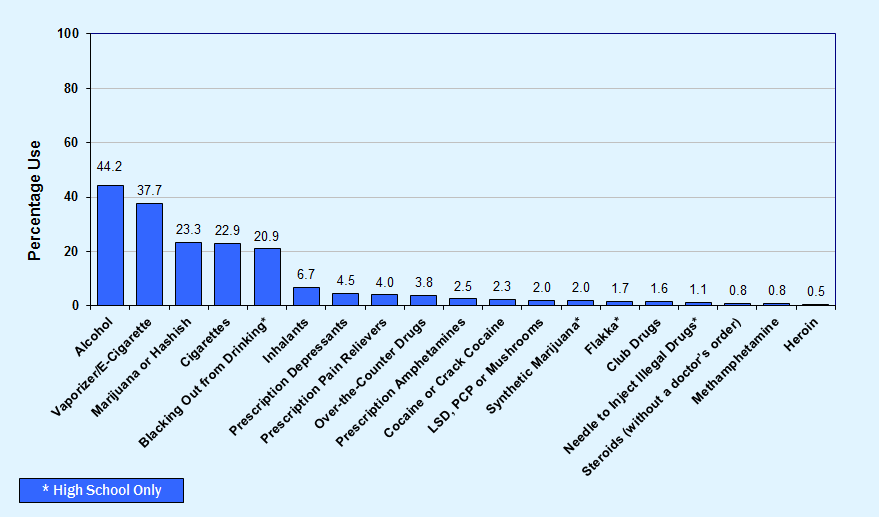 Percentage Use
100
80
60
40
20
0
44.2
37.7
23.3
22.9
20.9
6.7
4.5
4.0
3.8
2.5
2.3
2.0
2.0
1.7
1.6
1.1
0.8
0.8
0.5
Alcohol
Vaporizer/E-Cigarette
Marijuana or Hashish
Cigarettes
Blacking Out from Drinking*
Inhalants
Prescription Depressants
Prescription Pain Relievers
Over-the-Counter Drugs
Prescription Amphetamines
Cocaine or Crack Cocaine
LSD, PCP or Mushrooms
Synthetic Marijuana*
Flakka*
Club Drugs
Needle to Inject Illegal Drugs*
Steroids (without a doctor's order)
Methamphetamine
Heroin
* High School Only